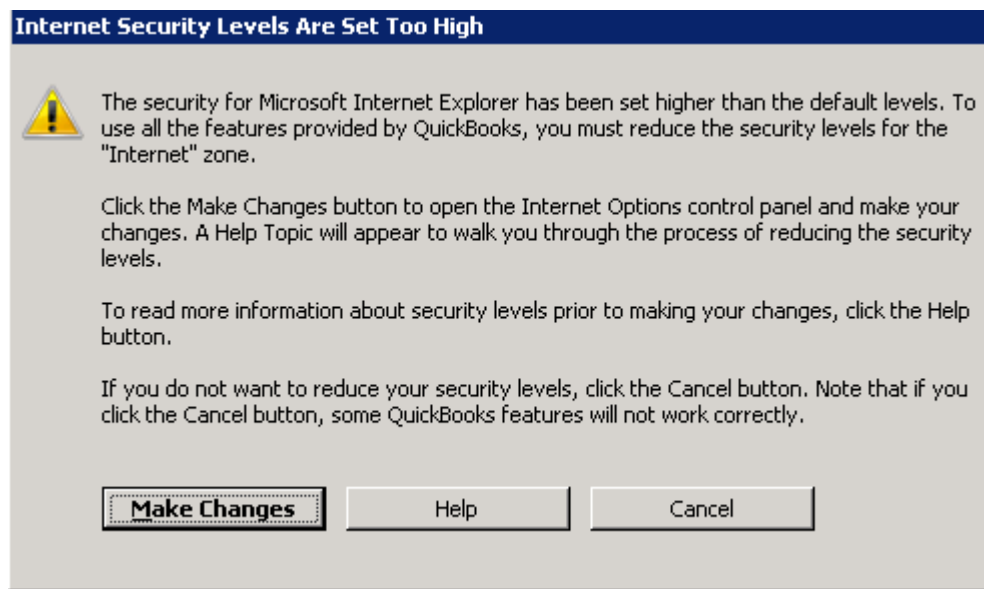 Internet Security Levels Are Set Too High
The security for Microsoft Internet Explorer has been set higher than the default levels. To
use all the features provided by QuickBooks, you must reduce the security levels for the
"Internet" zone.
Click the Make Changes button to open the Internet Options control panel and make your
changes. A Help Topic will appear to walk you through the process of reducing the security
levels.
To read more information about security levels prior to making your changes, click the Help
button.
If you do not want to reduce your security levels, click the Cancel button. Note that if you
click the Cancel button, some QuickBooks features will not work correctly.
Make Changes
Help
Cancel